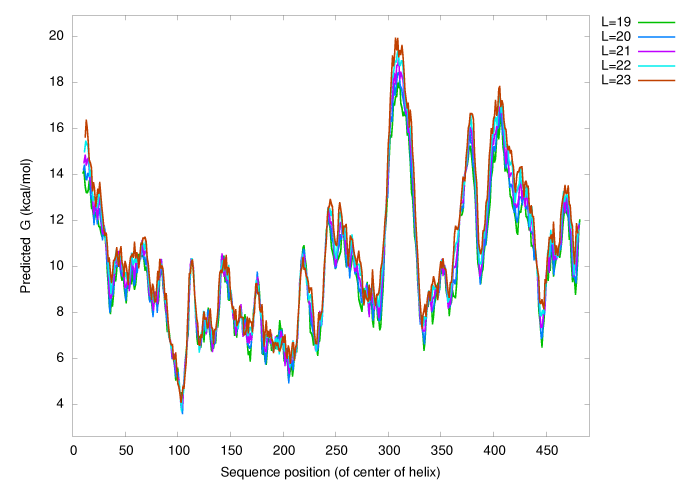 L=19
L=20
L=21
L=22
L=23
20
18
16
14
12
10
8
6
4
Predicted G (kcal/mol)
0 50 100 150 200 250 300 350 400 450
Sequence position (of center of helix)